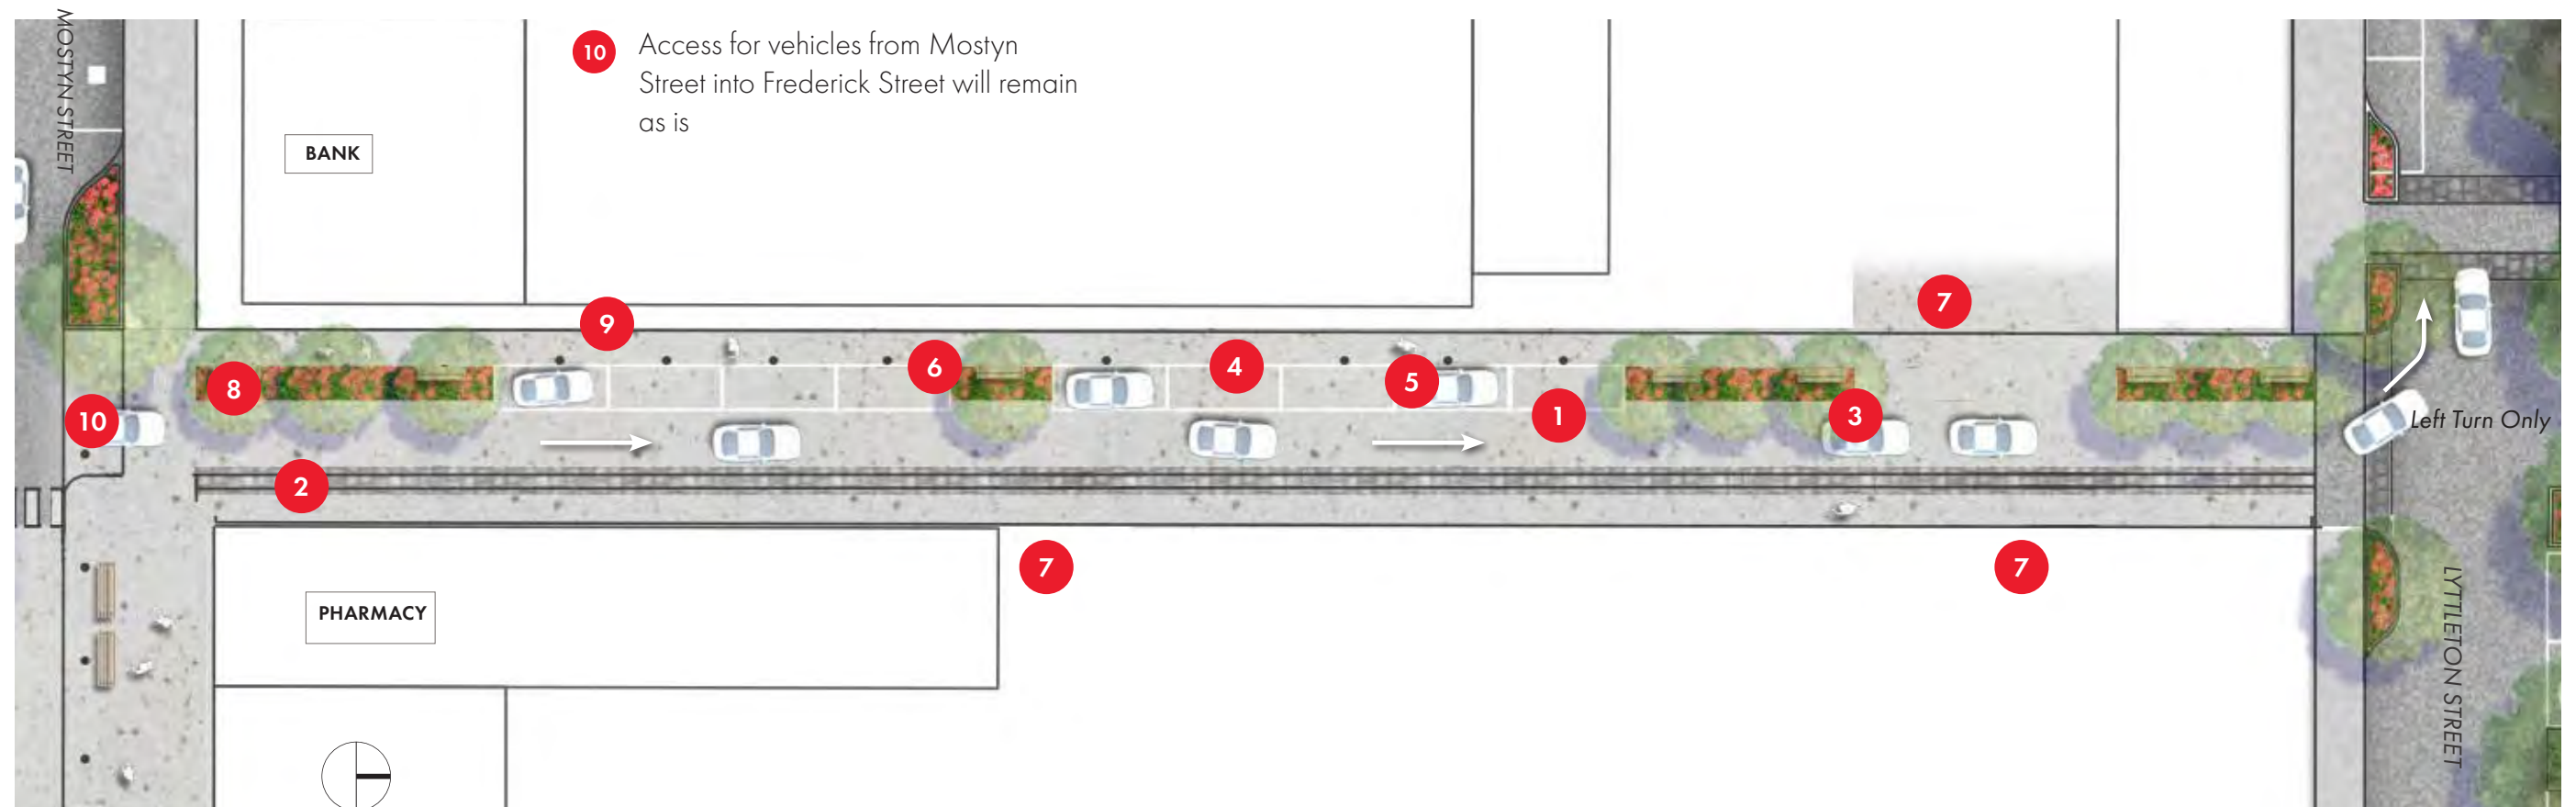 MOSTYN STREET
10 Access for vehicles from Mostyn
Street into Frederick Street will remain
as is
BANK
7
9
6
4
5
8
1
3
10
Left Turn Only
2
7
7
PHARMACY
LYTTLETON STREET